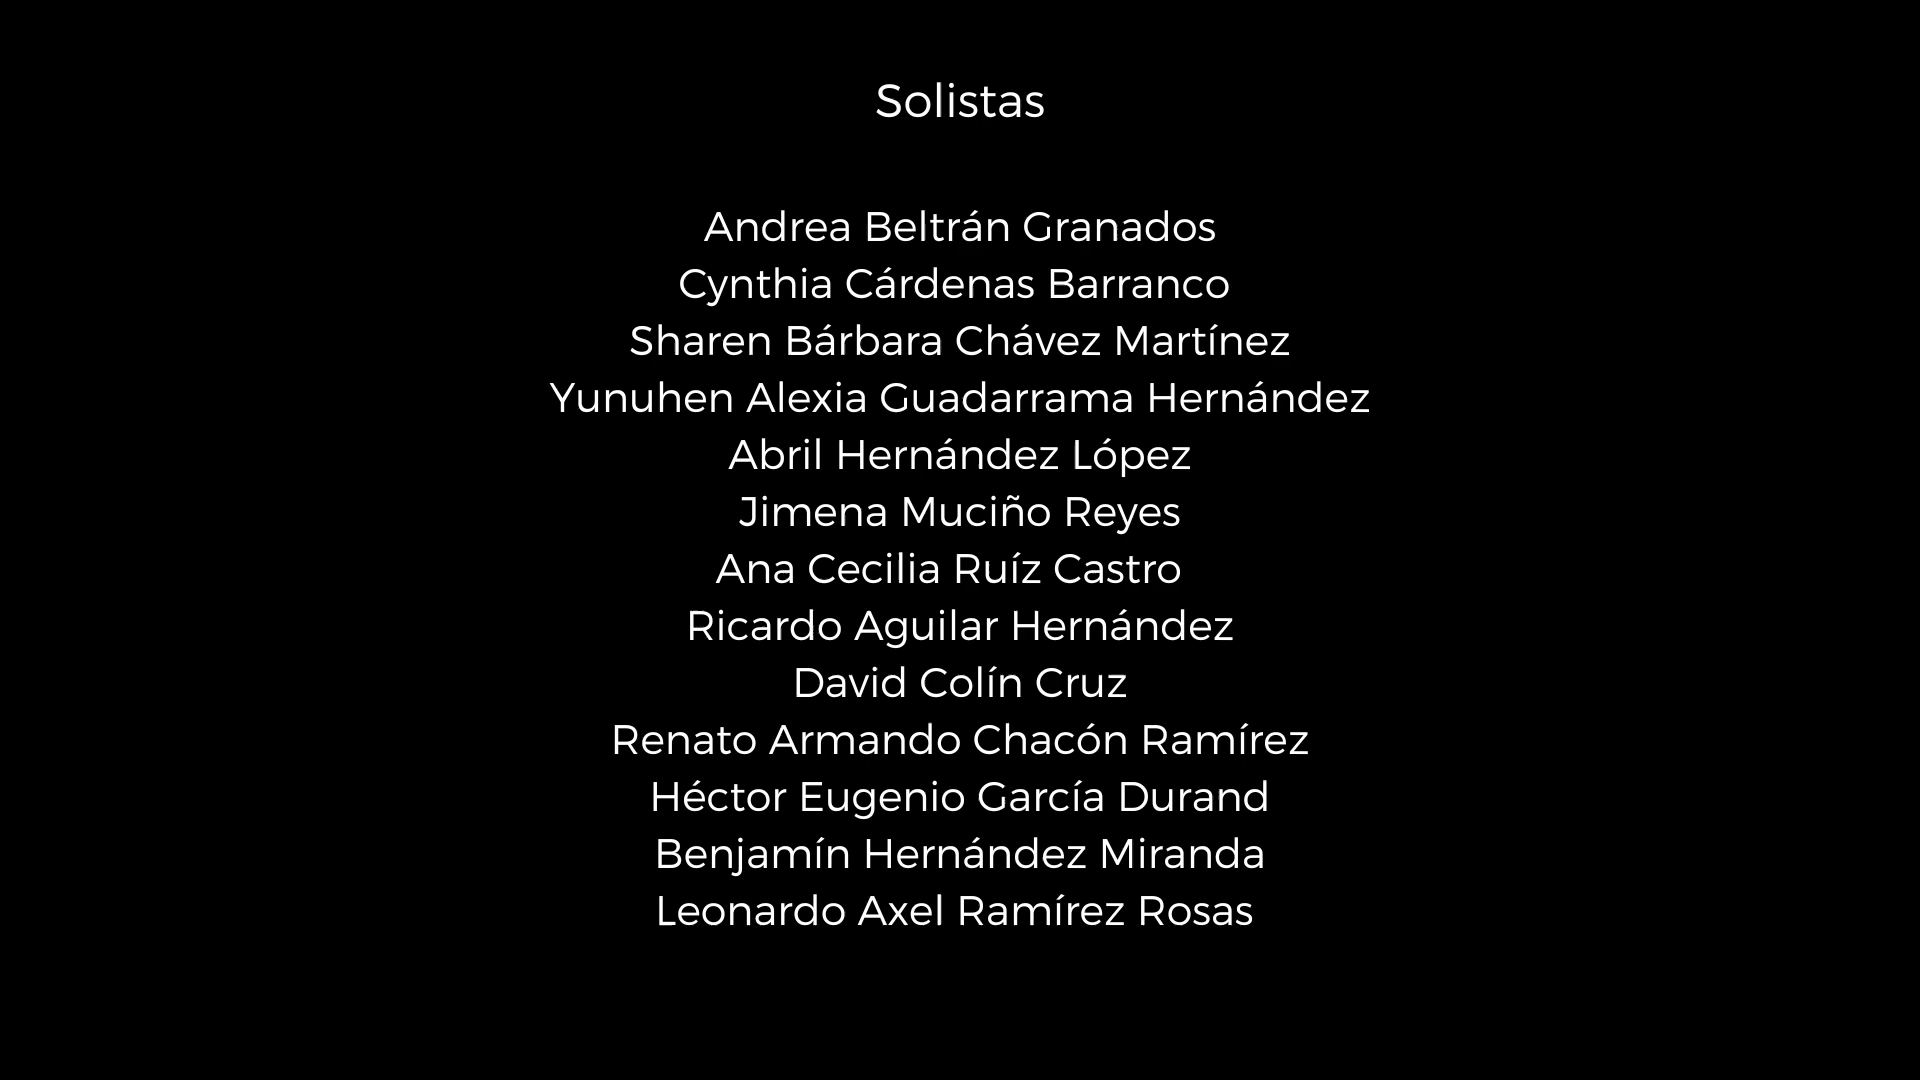 Solistas
Andrea Beltrán Granados
Cynthia Cárdenas Barranco
Sharen Bárbara Chávez Martínez
Yunuhen Alexia Guadarrama Hernández
Abril Hernández López
Jimena Muciño Reyes
Ana Cecilia Ruíz Castro
Ricardo Aguilar Hernández
David Colín Cruz
Renato Armando Chacón Ramírez
Héctor Eugenio García Durand
Benjamín Hernández Miranda
Leonardo Axel Ramírez Rosas